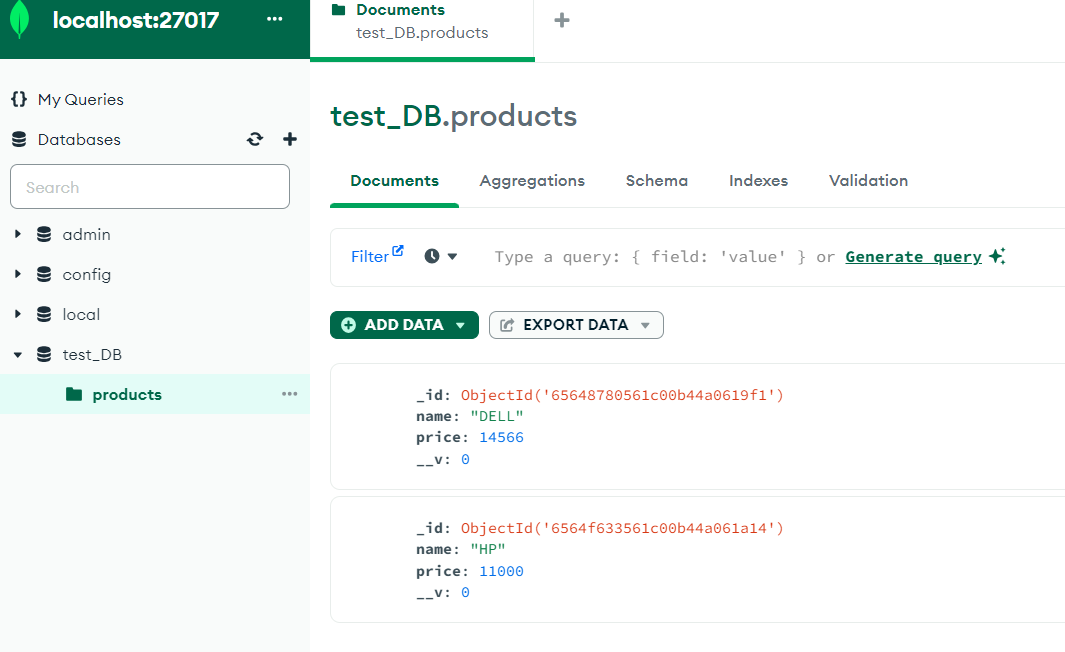 localhost:27017
Documents
test_DB.products
{} My Queries
Databases
Search
admin
config
local
test_DB
products
test_DB.products
Documents Aggregations Schema Indexes Validation
Filter Type a query: { field: 'value' } or Generate query
ADD DATA EXPORT DATA
_id: ObjectId('65648780561c00b44a0619f1')
name: "DELL"
price: 14566
__v: 0
_id: ObjectId('6564f633561c00b44a061a14')
name: "HP"
price: 11000
__v: 0